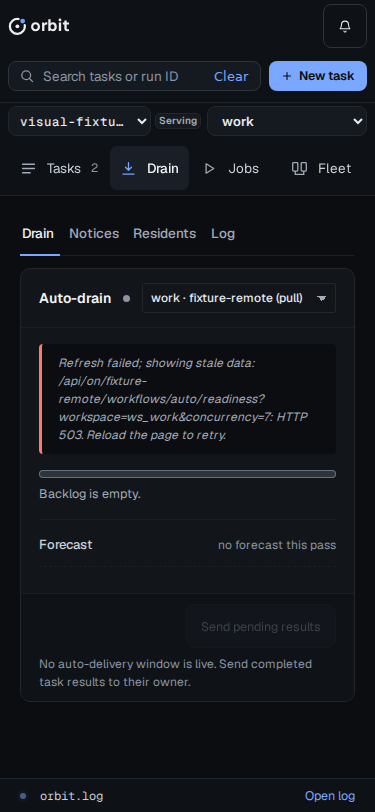 orbit
Search tasks or run ID
Clear
+ New task
visual-fixtu…
Serving
work
Tasks 2
Drain
Jobs
Fleet
Drain
Notices
Residents
Log
Auto-drain
work · fixture-remote (pull)
Refresh failed; showing stale data:
/api/on/fixture-
remote/workflows/auto/readiness?
workspace=ws_work&concurrency=7: HTTP
503. Reload the page to retry.
Backlog is empty.
Forecast
no forecast this pass
Send pending results
No auto-delivery window is live. Send completed
task results to their owner.
orbit.log
Open log